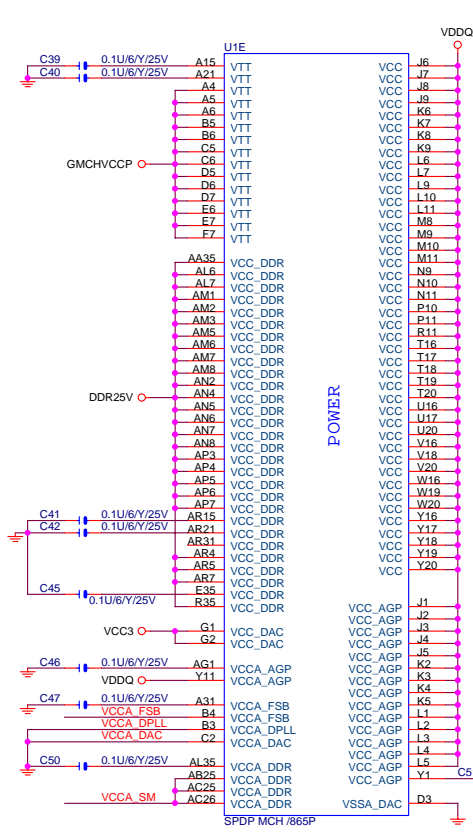 VDDQ
U1E
C39 0.1U/6/Y/25V A15 VTT VCC J6
C40 0.1U/6/Y/25V A21 VTT VCC J7
A4 VTT VCC J8
A5 VTT VCC J9
A6 VTT VCC K6
B5 VTT VCC K7
B6 VTT VCC K8
C5 VTT VCC K9
GMCHVCCP C6 VTT VCC L6
D5 VTT VCC L7
D6 VTT VCC L9
D7 VTT VCC L10
E6 VTT VCC L11
E7 VTT VCC M8
F7 VTT VCC M9
VCC M10
AA35 VCC_DDR VCC M11
AL6 VCC_DDR VCC N9
AL7 VCC_DDR VCC N10
AM1 VCC_DDR VCC N11
AM2 VCC_DDR VCC P10
AM3 VCC_DDR VCC P11
AM5 VCC_DDR VCC R11
AM6 VCC_DDR VCC T16
AM7 VCC_DDR VCC T17
AM8 VCC_DDR VCC T18
AN2 VCC_DDR VCC T19
DDR25V AN4 VCC_DDR VCC T20
AN5 VCC_DDR VCC U16
AN6 VCC_DDR VCC U17
AN7 VCC_DDR VCC U20
AN8 VCC_DDR VCC V16
AP3 VCC_DDR VCC V18
AP4 VCC_DDR VCC V20
AP5 VCC_DDR VCC W16
AP6 VCC_DDR VCC W19
AP7 VCC_DDR VCC W20
C41 0.1U/6/Y/25V AR15 VCC_DDR VCC Y16
C42 0.1U/6/Y/25V AR21 VCC_DDR VCC Y17
AR31 VCC_DDR VCC Y18
AR4 VCC_DDR VCC Y19
AR5 VCC_DDR VCC Y20
AR7 VCC_DDR
C45 0.1U/6/Y/25V E35 VCC_DDR
R35 VCC_DDR VCC_AGP J1
VCC_AGP J2
VCC3 G1 VCC_DAC VCC_AGP J3
G2 VCC_DAC VCC_AGP J4
VCC_AGP J5
C46 0.1U/6/Y/25V AG1 VCCA_AGP VCC_AGP K2
VDDQ Y11 VCCA_AGP VCC_AGP K3
VCC_AGP K4
C47 0.1U/6/Y/25V A31 VCCA_FSB VCC_AGP K5
VCCA_FSB B4 VCCA_FSB VCC_AGP L1
VCCA_DPLL B3 VCCA_DPLL VCC_AGP L2
VCCA_DAC C2 VCCA_DAC VCC_AGP L3
VCC_AGP L4
C50 0.1U/6/Y/25V AL35 VCCA_DDR VCC_AGP L5
AB25 VCCA_DDR VCC_AGP Y1 C5
AC25 VCCA_DDR
VCCA_SM AC26 VCCA_DDR VSSA_DAC D3
SPDP MCH /865P
POWER